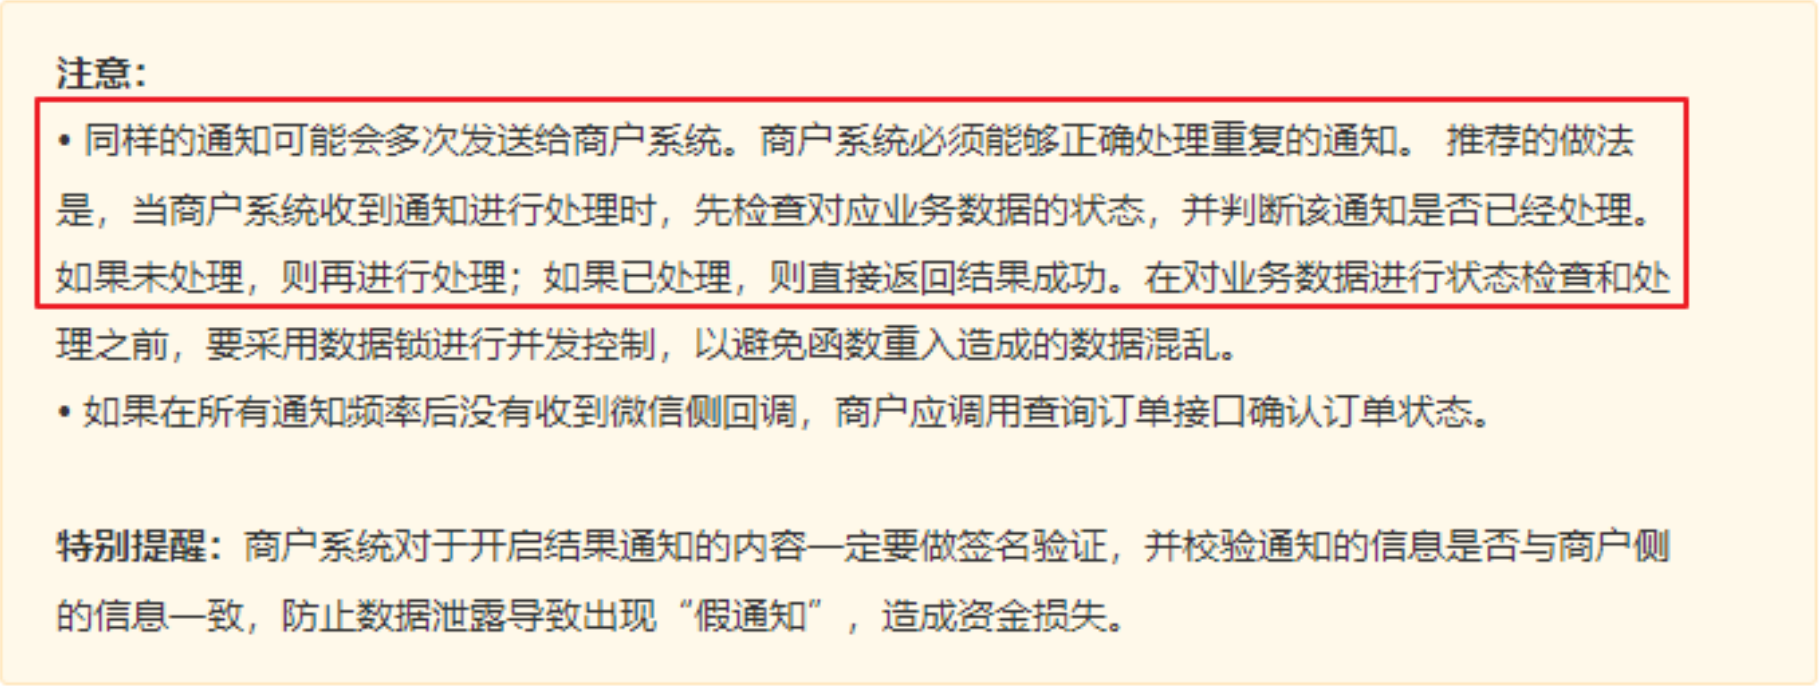 注意：
• 同样的通知可能会多次发送给商户系统。商户系统必须能够正确处理重复的通知。 推荐的做法
是，当商户系统收到通知进行处理时，先检查对应业务数据的状态，并判断该通知是否已经处理。
如果未处理，则再进行处理；如果已处理，则直接返回结果成功。在对业务数据进行状态检查和处
理之前，要采用数据锁进行并发控制，以避免函数重入造成的数据混乱。
• 如果在所有通知频率后没有收到微信侧回调，商户应调用查询订单接口确认订单状态。
特别提醒：商户系统对于开启结果通知的内容一定要做签名验证，并校验通知的信息是否与商户侧
的信息一致，防止数据泄露导致出现“假通知”，造成资金损失。